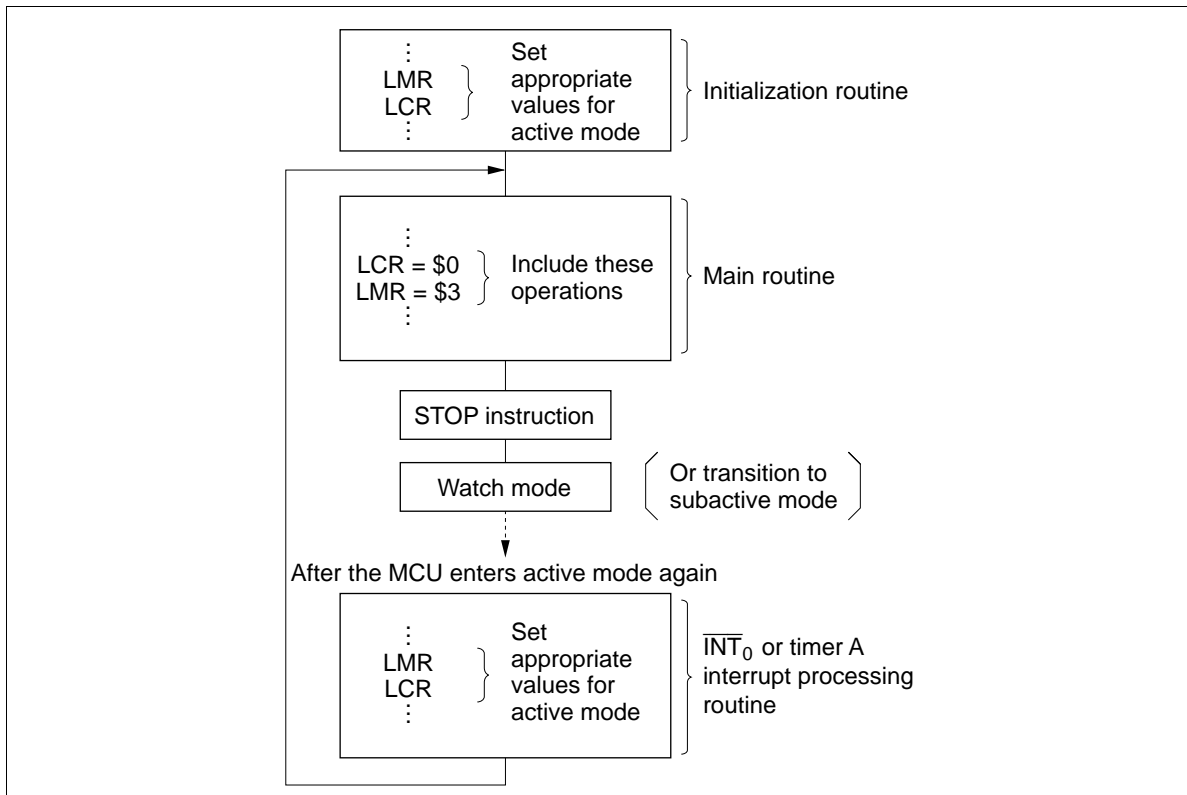 ⋮
LMR
LCR
⋮
Set
appropriate
values for
active mode
Initialization routine
⋮
LCR = $0
LMR = $3
⋮
Include these
operations
Main routine
STOP instruction
Watch mode
Or transition to
subactive mode
After the MCU enters active mode again
⋮
LMR
LCR
⋮
Set
appropriate
values for
active mode
I̅N̅T̅₀ or timer A
interrupt processing
routine